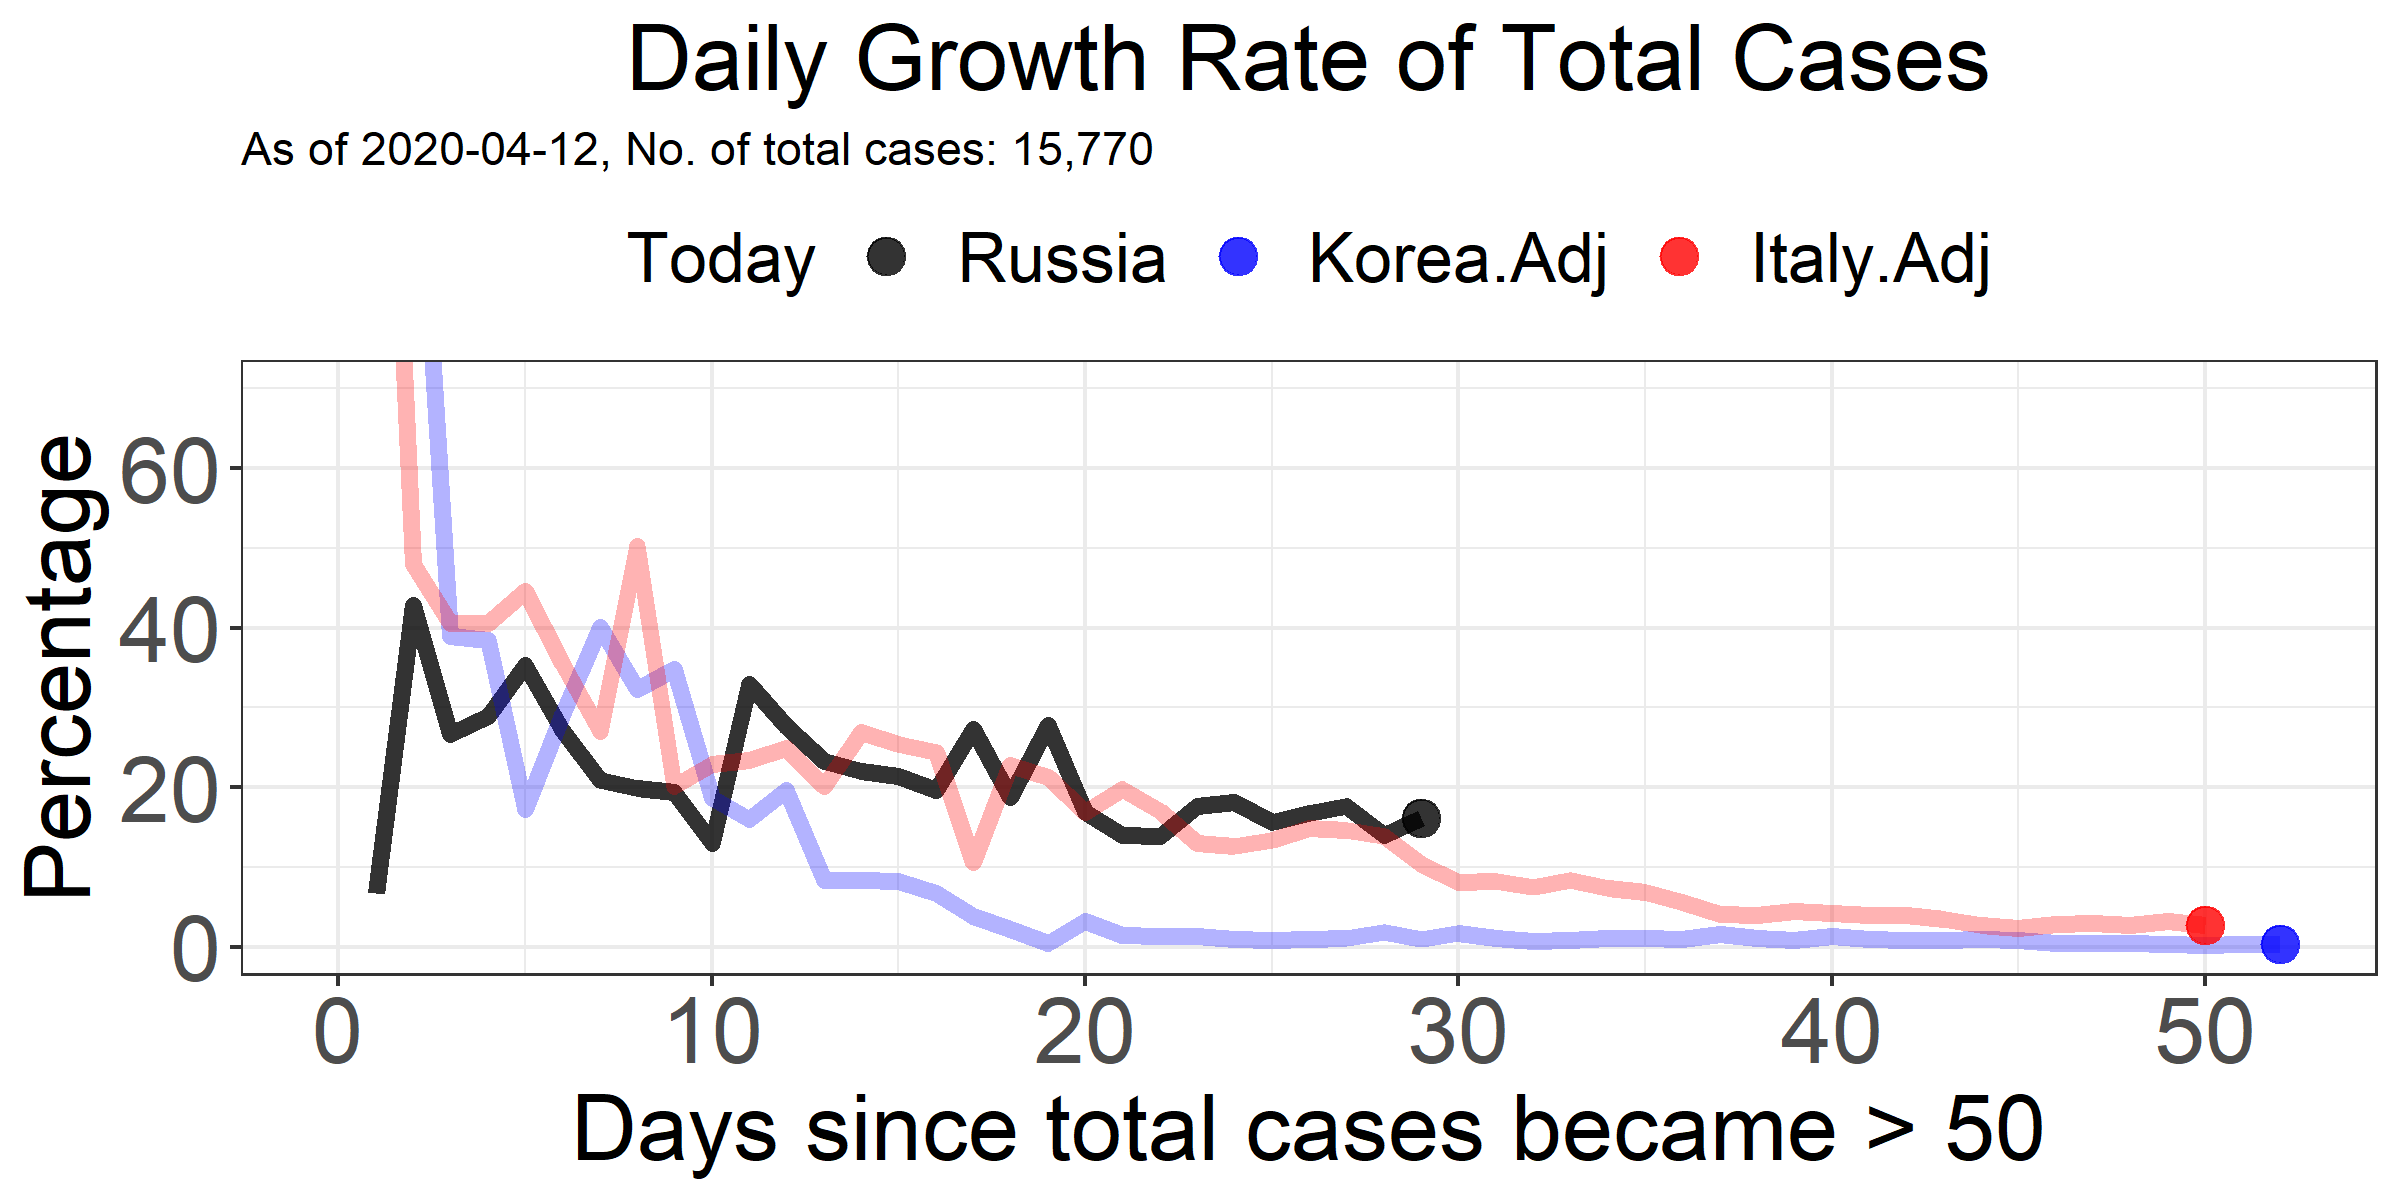 Daily Growth Rate of Total Cases
As of 2020-04-12, No. of total cases: 15,770
Today Russia Korea.Adj Italy.Adj
Percentage
60
40
20
0
0 10 20 30 40 50
Days since total cases became > 50